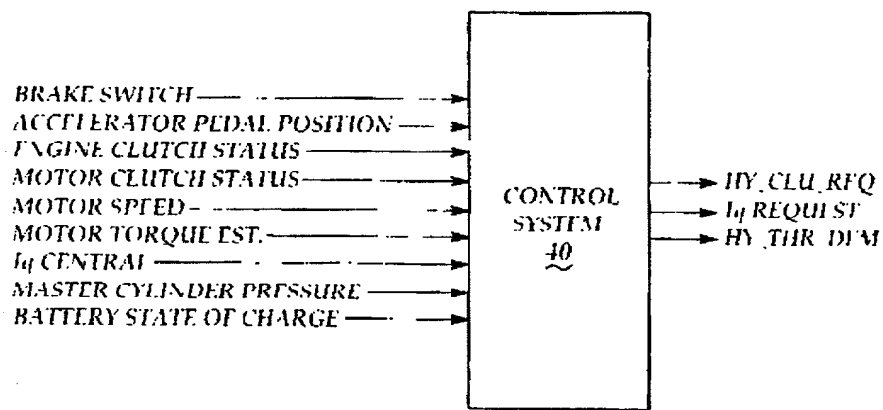 BRAKE SWITCH
ACCELERATOR PEDAL POSITION
ENGINE CLUTCH STATUS
MOTOR CLUTCH STATUS
MOTOR SPEED
MOTOR TORQUE EST.
Iq CENTRAL
MASTER CYLINDER PRESSURE
BATTERY STATE OF CHARGE
CONTROL
SYSTEM
40
HY_CLU_REQ
Iq REQUEST
HY_THR_DEM